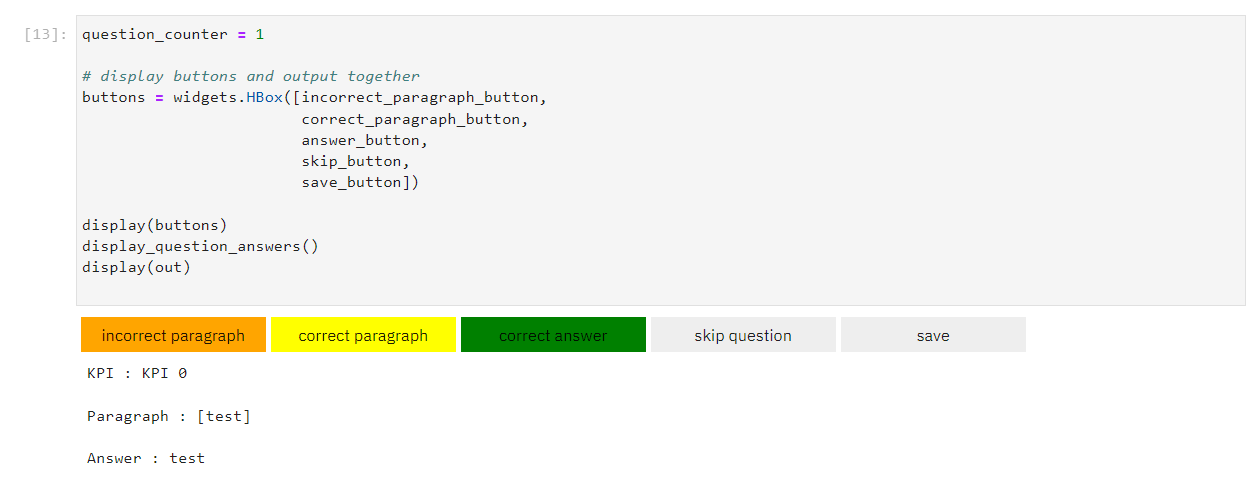 [13]: question_counter = 1
# display buttons and output together
buttons = widgets.HBox([incorrect_paragraph_button,
correct_paragraph_button,
answer_button,
skip_button,
save_button])
display(buttons)
display_question_answers()
display(out)
incorrect paragraph correct paragraph correct answer skip question save
KPI : KPI 0
Paragraph : [test]
Answer : test